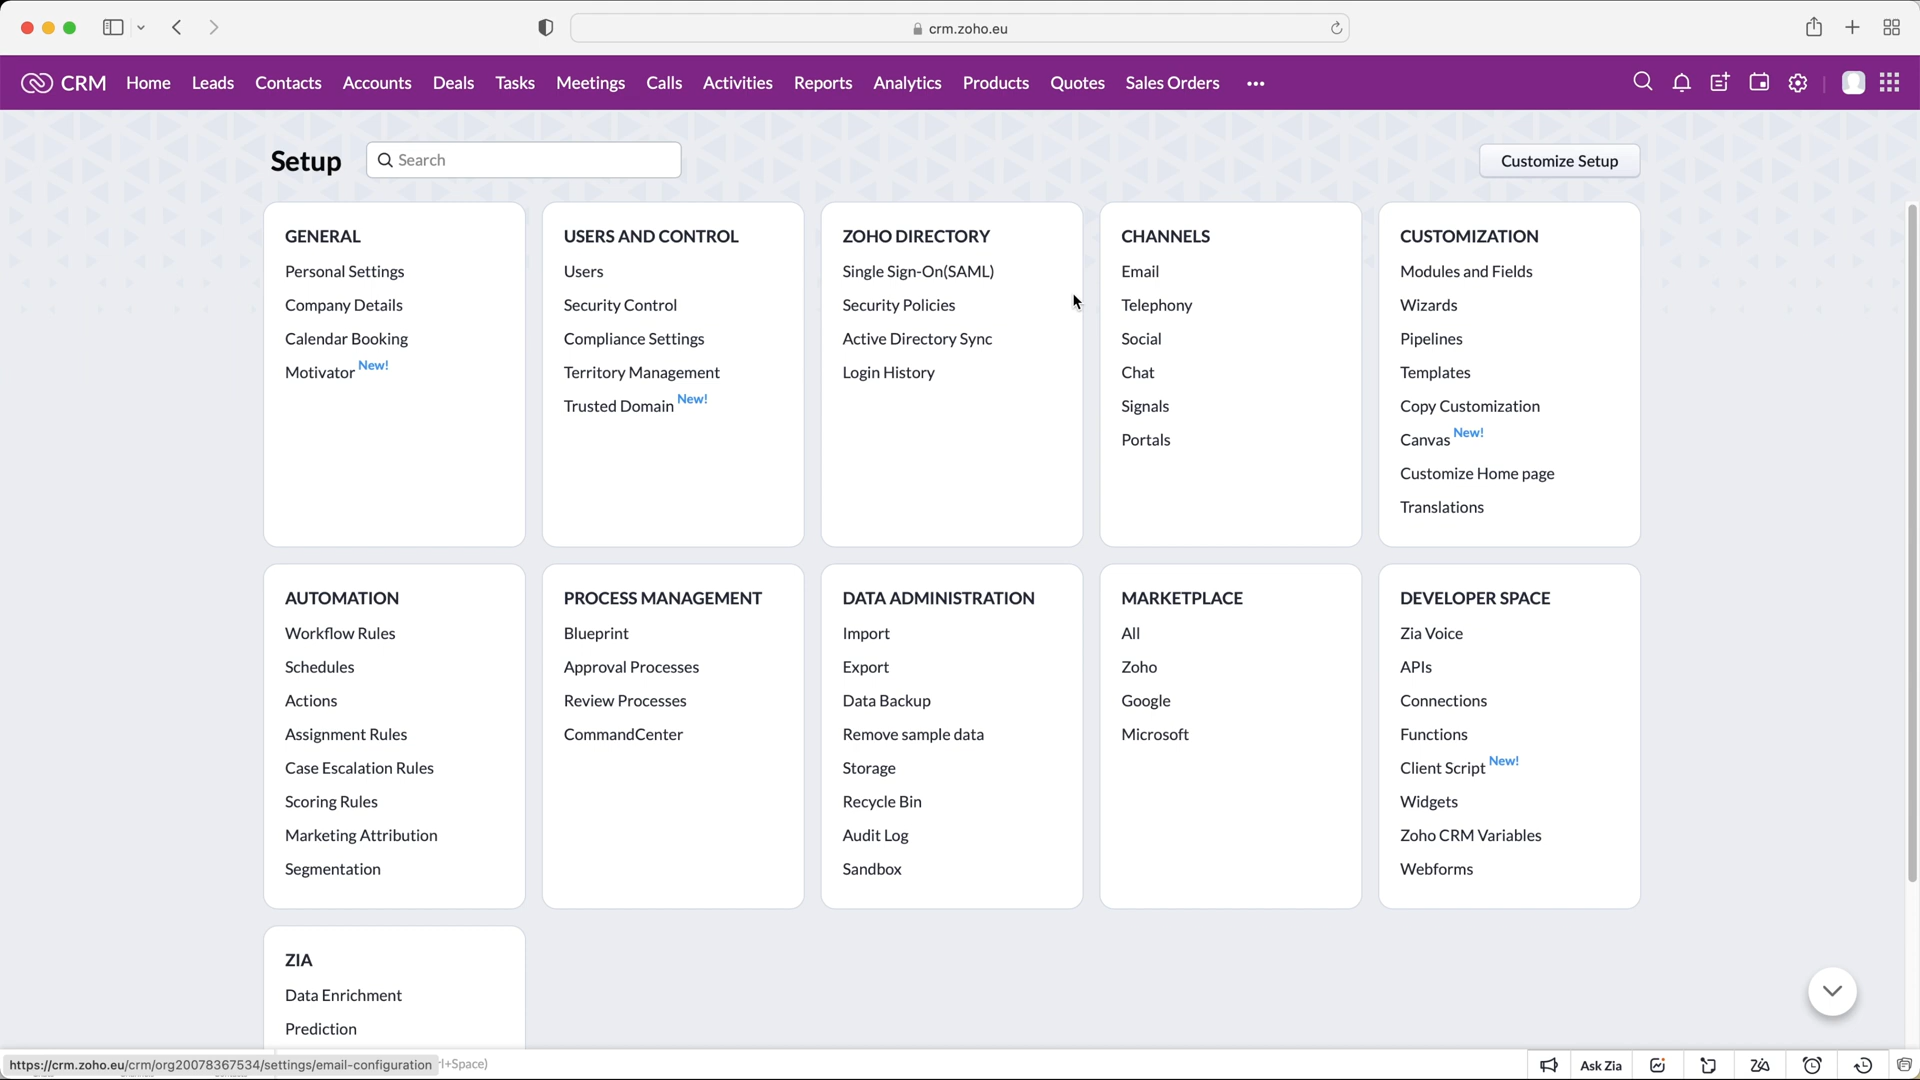 crm.zoho.eu
CRM Home Leads Contacts Accounts Deals Tasks Meetings Calls Activities Reports Analytics Products Quotes Sales Orders •••
Setup
Search
Customize Setup
GENERAL
Personal Settings
Company Details
Calendar Booking
Motivator New!
USERS AND CONTROL
Users
Security Control
Compliance Settings
Territory Management
Trusted Domain New!
ZOHO DIRECTORY
Single Sign-On(SAML)
Security Policies
Active Directory Sync
Login History
CHANNELS
Email
Telephony
Social
Chat
Signals
Portals
CUSTOMIZATION
Modules and Fields
Wizards
Pipelines
Templates
Copy Customization
Canvas New!
Customize Home page
Translations
AUTOMATION
Workflow Rules
Schedules
Actions
Assignment Rules
Case Escalation Rules
Scoring Rules
Marketing Attribution
Segmentation
PROCESS MANAGEMENT
Blueprint
Approval Processes
Review Processes
CommandCenter
DATA ADMINISTRATION
Import
Export
Data Backup
Remove sample data
Storage
Recycle Bin
Audit Log
Sandbox
MARKETPLACE
All
Zoho
Google
Microsoft
DEVELOPER SPACE
Zia Voice
APIs
Connections
Functions
Client Script New!
Widgets
Zoho CRM Variables
Webforms
ZIA
Data Enrichment
Prediction
https://crm.zoho.eu/crm/org20078367534/settings/email-configuration
l+Space)
Ask Zia